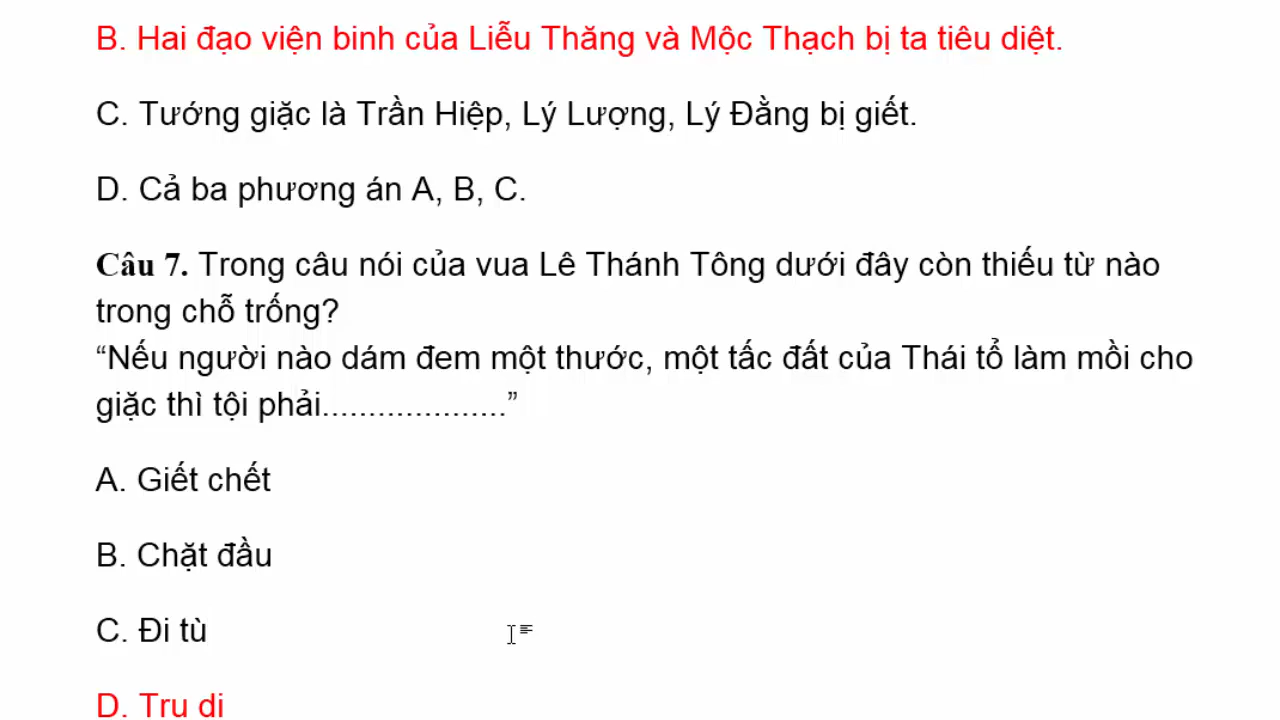 B. Hai đạo viện binh của Liễu Thăng và Mộc Thạch bị ta tiêu diệt.
C. Tướng giặc là Trần Hiệp, Lý Lượng, Lý Đằng bị giết.
D. Cả ba phương án A, B, C.
Câu 7. Trong câu nói của vua Lê Thánh Tông dưới đây còn thiếu từ nào
trong chỗ trống?
“Nếu người nào dám đem một thước, một tấc đất của Thái tổ làm mồi cho
giặc thì tội phải....................”
A. Giết chết
B. Chặt đầu
C. Đi tù
D. Tru di